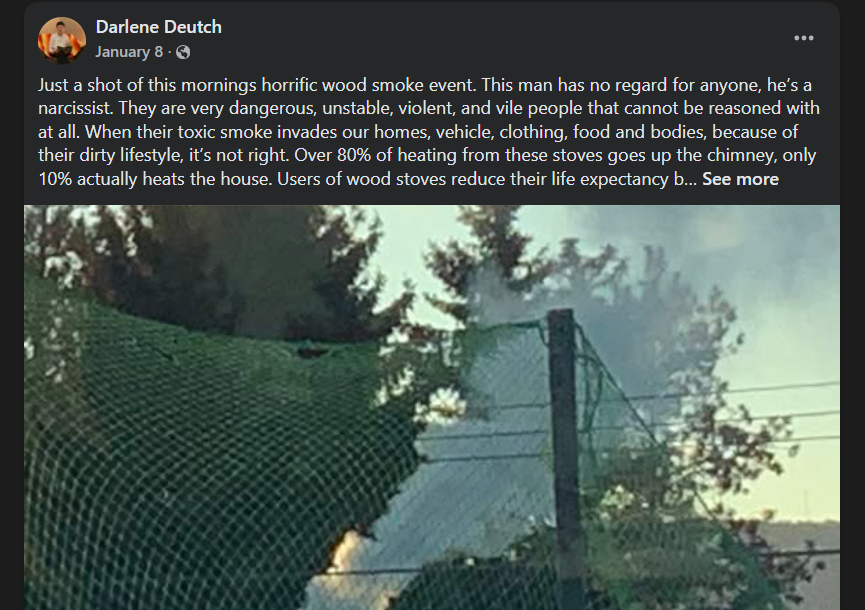 Darlene Deutch
January 8 ·
Just a shot of this mornings horrific wood smoke event. This man has no regard for anyone, he's a
narcissist. They are very dangerous, unstable, violent, and vile people that cannot be reasoned with
at all. When their toxic smoke invades our homes, vehicle, clothing, food and bodies, because of
their dirty lifestyle, it's not right. Over 80% of heating from these stoves goes up the chimney, only
10% actually heats the house. Users of wood stoves reduce their life expectancy b... See more